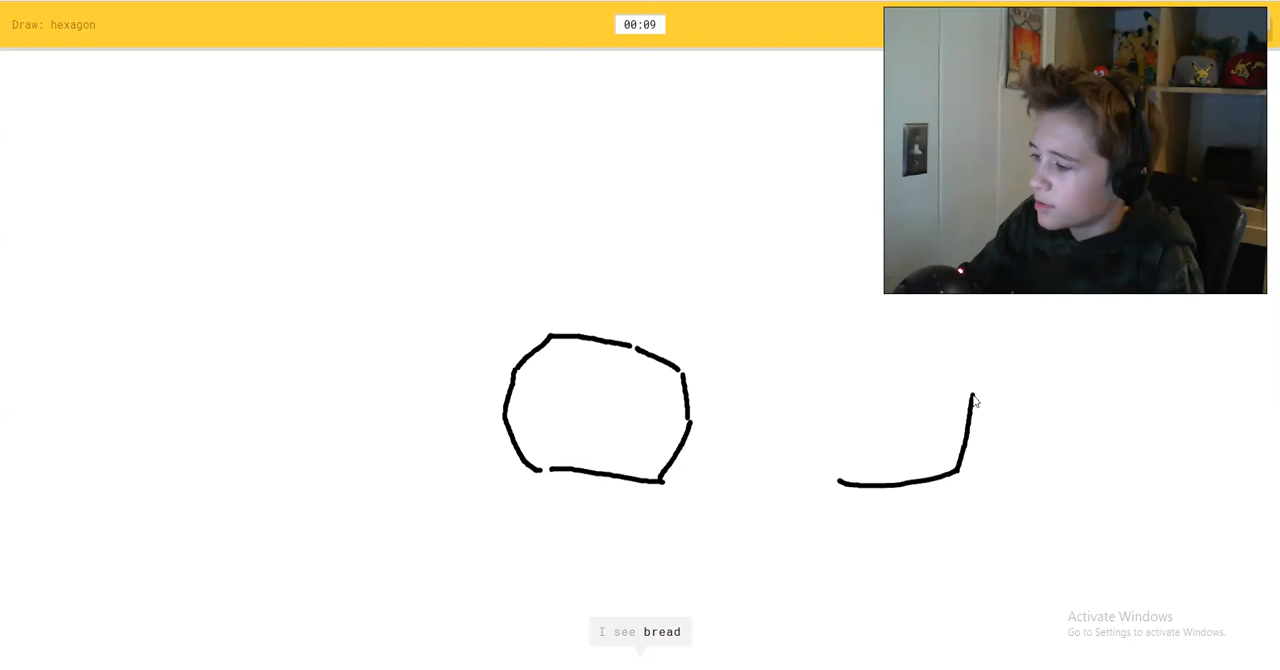 Draw: hexagon
00:09
I see bread
Activate Windows
Go to Settings to activate Windows.